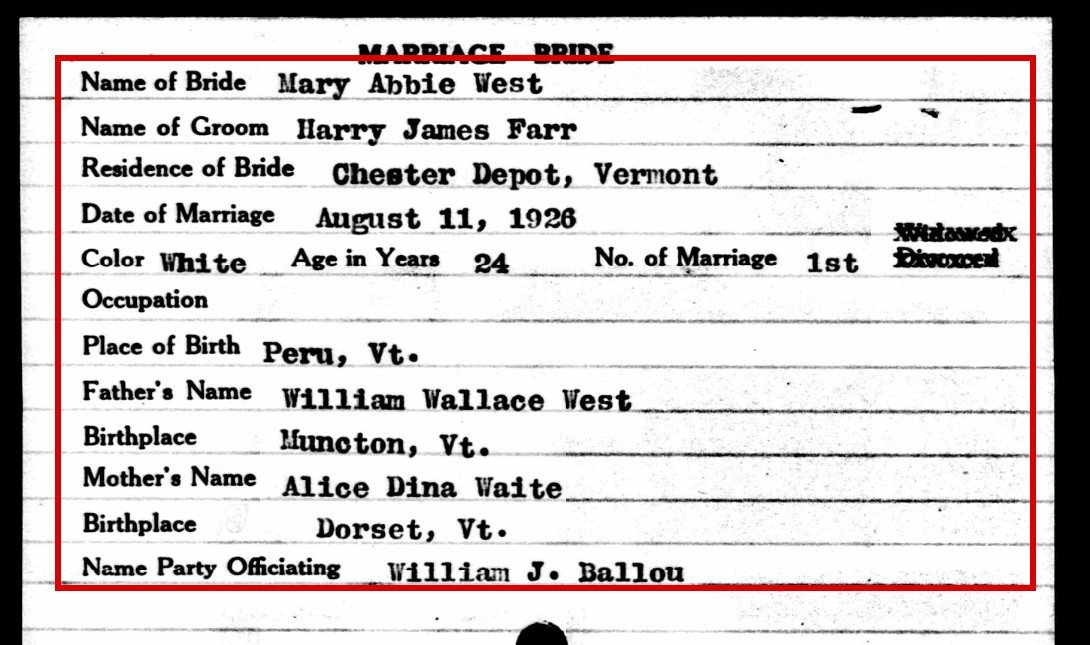 MARRIAGE BRIDE
Name of Bride Mary Abbie West
Name of Groom Harry James Farr
Residence of Bride Chester Depot, Vermont
Date of Marriage August 11, 1926
Widowed
Color White Age in Years 24 No. of Marriage 1st Divorced
Occupation
Place of Birth Peru, Vt.
Father's Name William Wallace West
Birthplace Muncton, Vt.
Mother's Name Alice Dina Waite
Birthplace Dorset, Vt.
Name Party Officiating William J. Ballou